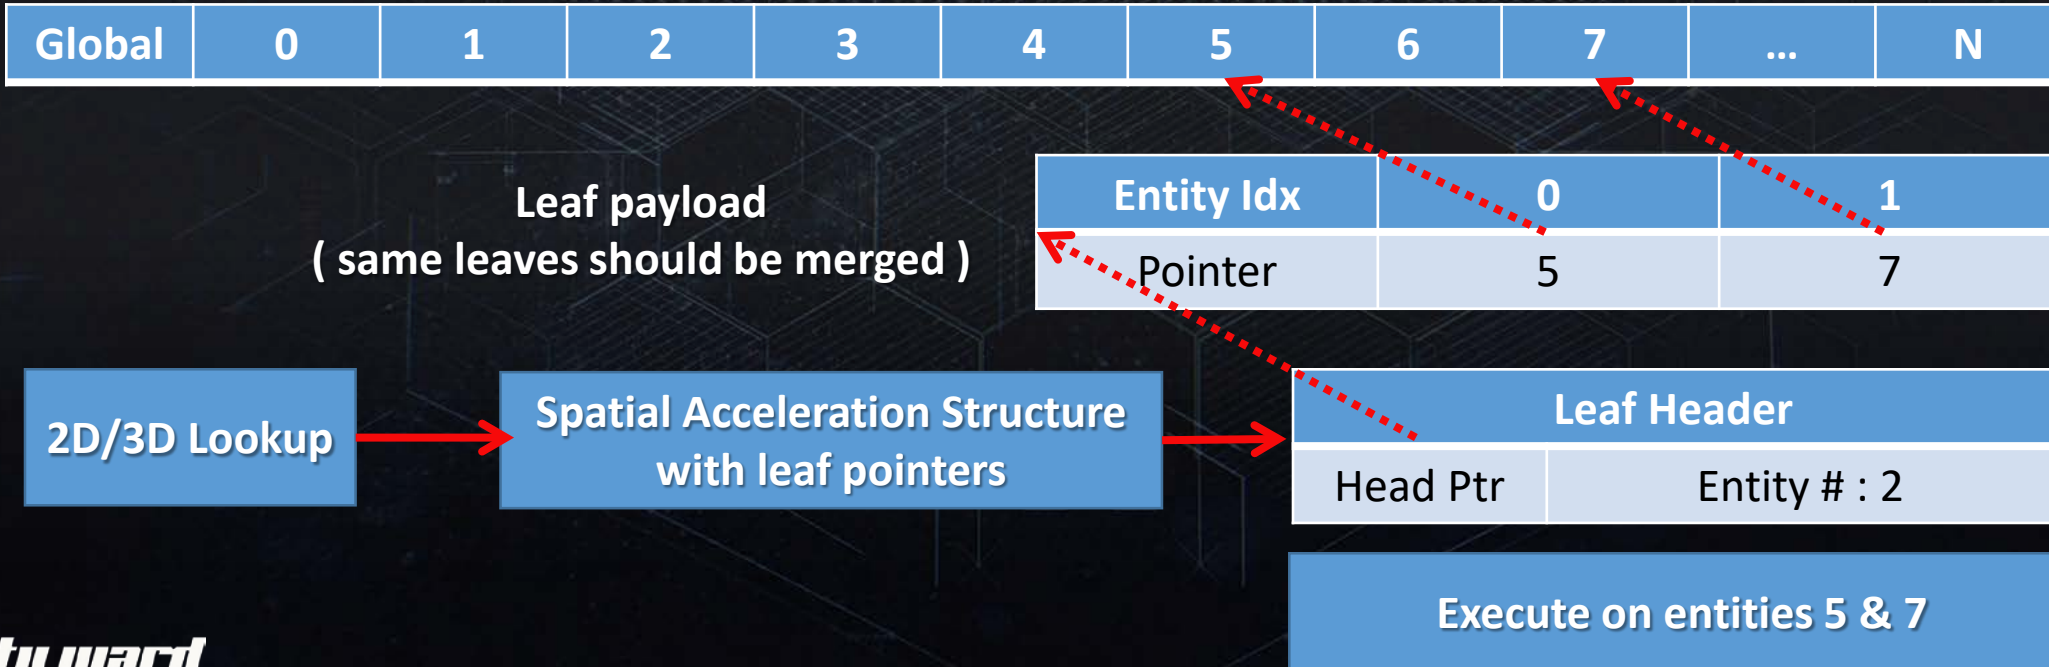 Global 0 1 2 3 4 5 6 7 ... N
Leaf payload
( same leaves should be merged )
Entity Idx 0 1
Pointer 5 7
2D/3D Lookup
Spatial Acceleration Structure
with leaf pointers
Leaf Header
Head Ptr Entity # : 2
Execute on entities 5 & 7